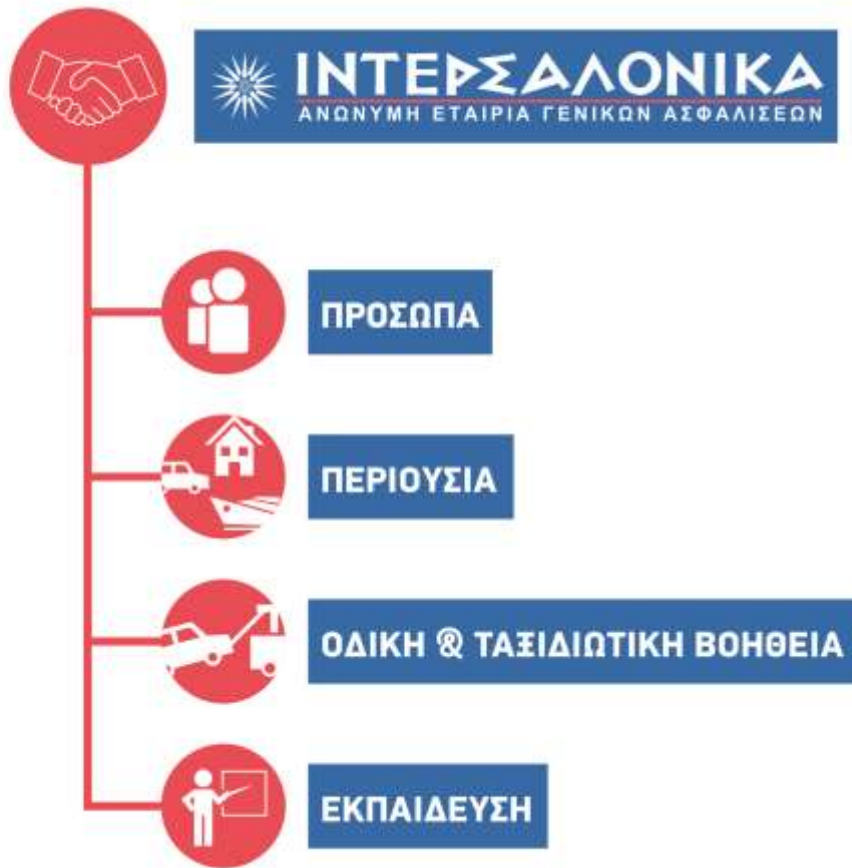 ΙΝΤΕΡΣΑΛΟΝΙΚΑ
ΑΝΩΝΥΜΗ ΕΤΑΙΡΙΑ ΓΕΝΙΚΩΝ ΑΣΦΑΛΙΣΕΩΝ
ΠΡΟΣΩΠΑ
ΠΕΡΙΟΥΣΙΑ
ΟΔΙΚΗ & ΤΑΞΙΔΙΩΤΙΚΗ ΒΟΗΘΕΙΑ
ΕΚΠΑΙΔΕΥΣΗ